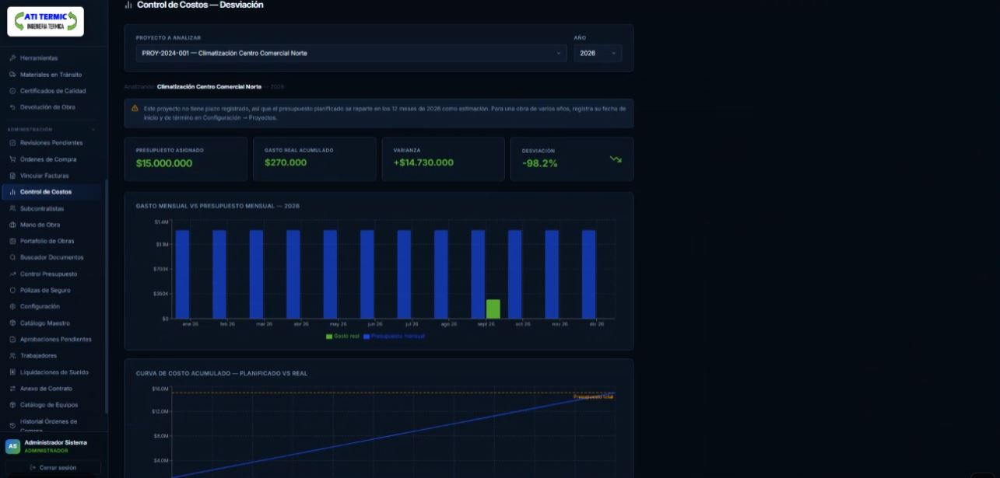 ATI TERMIC
INGENIERIA TERMICA
Herramientas
Materiales en Tránsito
Certificados de Calidad
Devolución de Obra
ADMINISTRACIÓN
Revisiones Pendientes
Órdenes de Compra
Vincular Facturas
Control de Costos
Subcontratistas
Mano de Obra
Portafolio de Obras
Buscador Documentos
Control Presupuesto
Pólizas de Seguro
Configuración
Catálogo Maestro
Aprobaciones Pendientes
Trabajadores
Liquidaciones de Sueldo
Anexo de Contrato
Catálogo de Equipos
Historial Órdenes de
Compra
AS
Administrador Sistema
ADMINISTRADOR
Cerrar sesión
Control de Costos — Desviación
PROYECTO A ANALIZAR
AÑO
PROY-2024-001 — Climatización Centro Comercial Norte
2026
Analizando: Climatización Centro Comercial Norte — 2026
Este proyecto no tiene plazo registrado, así que el presupuesto planificado se reparte en los 12 meses de 2026 como estimación. Para una obra de varios años, registra su fecha de
inicio y de término en Configuración → Proyectos.
PRESUPUESTO ASIGNADO
$15.000.000
GASTO REAL ACUMULADO
$270.000
VARIANZA
+$14.730.000
DESVIACIÓN
-98.2%
GASTO MENSUAL VS PRESUPUESTO MENSUAL — 2026
$1.4M
$1.1M
$700K
$350K
$0
ene 26 feb 26 mar 26 abr 26 may 26 jun 26 jul 26 ago 26 sept 26 oct 26 nov 26 dic 26
Gasto real Presupuesto mensual
CURVA DE COSTO ACUMULADO — PLANIFICADO VS REAL
$16.0M
Presupuesto total
$12.0M
$8.0M
$4.0M